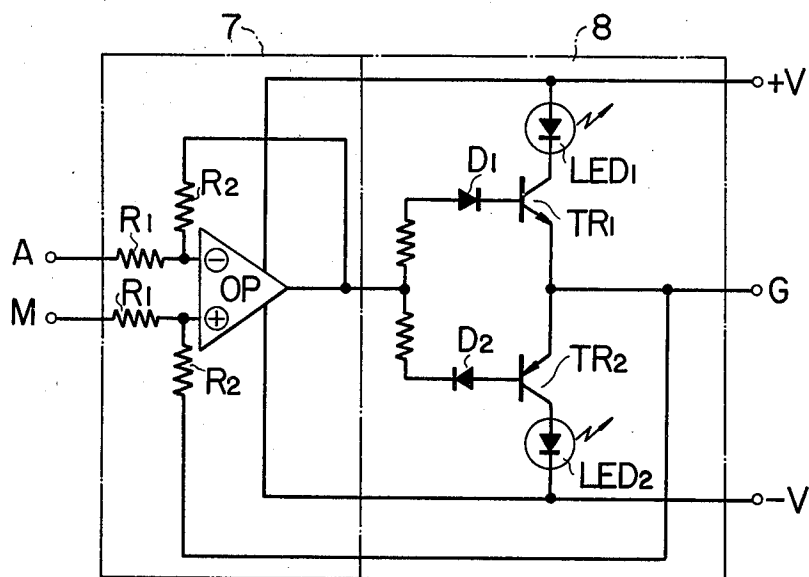 7
8
+V
LED1
D1
TR1
R2
R1
A
⊖
OP
G
M
R1
⊕
R2
D2
TR2
LED2
-V